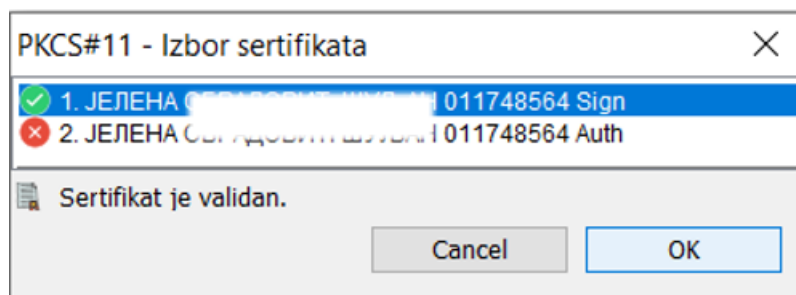 PKCS#11 - Izbor sertifikata
1. ЈЕЛЕНА 011748564 Sign
2. ЈЕЛЕНА 011748564 Auth
Sertifikat je validan.
Cancel OK